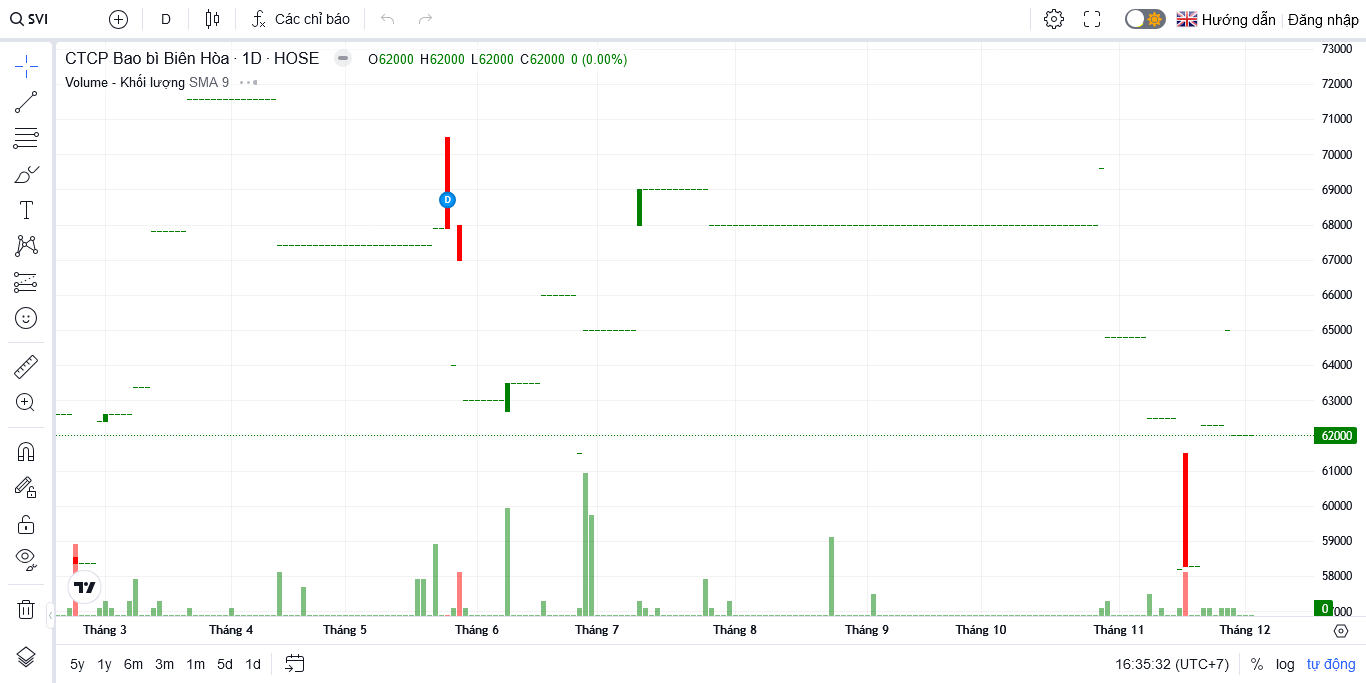 SVI D Các chỉ báo Hướng dẫn Đăng nhập
CTCP Bao bì Biên Hòa · 1D · HOSE O62000 H62000 L62000 C62000 0 (0.00%)
Volume - Khối lượng SMA 9
73000
72000
71000
70000
69000
68000
67000
66000
65000
64000
63000
62000
61000
60000
59000
58000
0
D
Tháng 3 Tháng 4 Tháng 5 Tháng 6 Tháng 7 Tháng 8 Tháng 9 Tháng 10 Tháng 11 Tháng 12
5y 1y 6m 3m 1m 5d 1d 16:35:32 (UTC+7) % log tự động